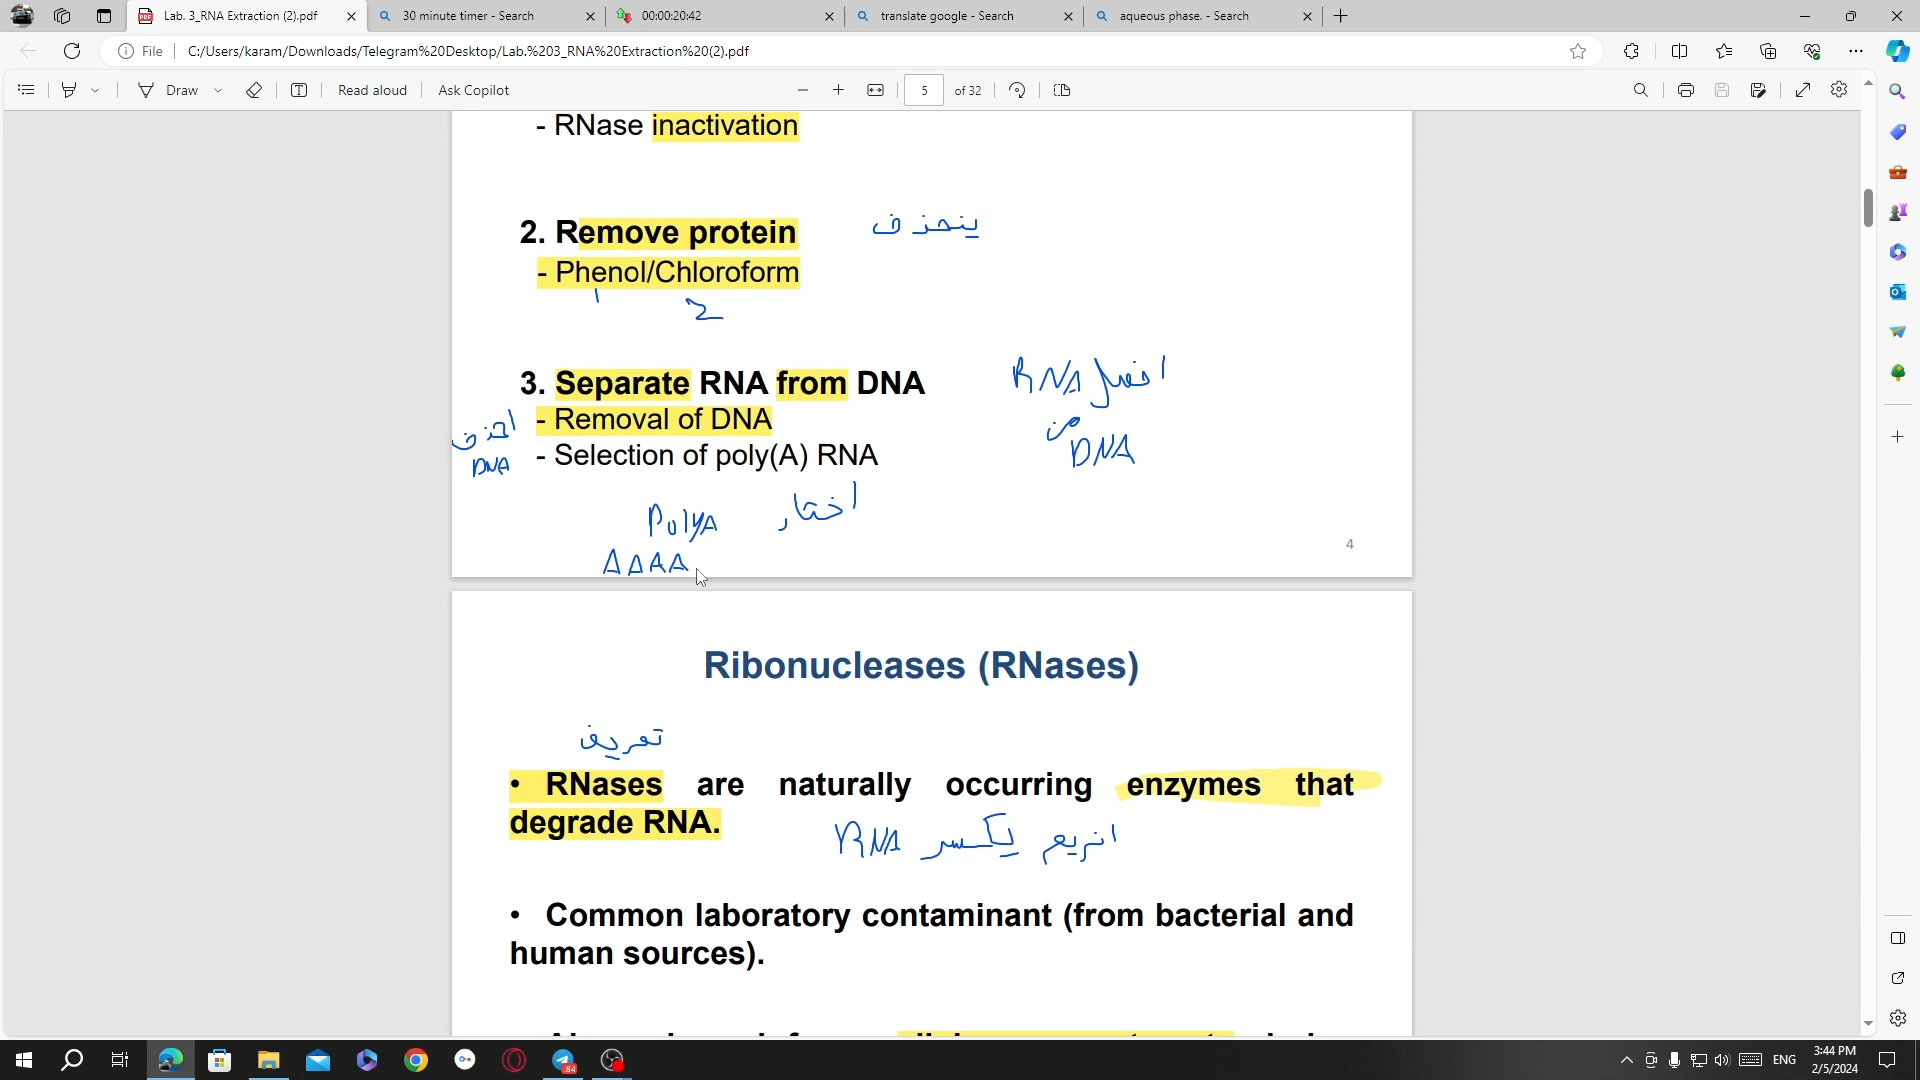 Lab. 3_RNA Extraction (2).pdf
30 minute timer - Search
00:00:20:42
translate google - Search
aqueous phase. - Search
File
C:/Users/karam/Downloads/Telegram%20Desktop/Lab.%203_RNA%20Extraction%20(2).pdf
Draw
Read aloud
Ask Copilot
5
of 32
- RNase inactivation
2. Remove protein
ينحذف
- Phenol/Chloroform
1
2
3. Separate RNA from DNA
افصل RNA
من
DNA
- Removal of DNA
احذف
DNA
- Selection of poly(A) RNA
اختار
PolyA
AAAA
4
Ribonucleases (RNases)
تعريف
• RNases are naturally occurring enzymes that
degrade RNA.
انزيم يكسر RNA
• Common laboratory contaminant (from bacterial and
human sources).
84
ENG
3:44 PM
2/5/2024